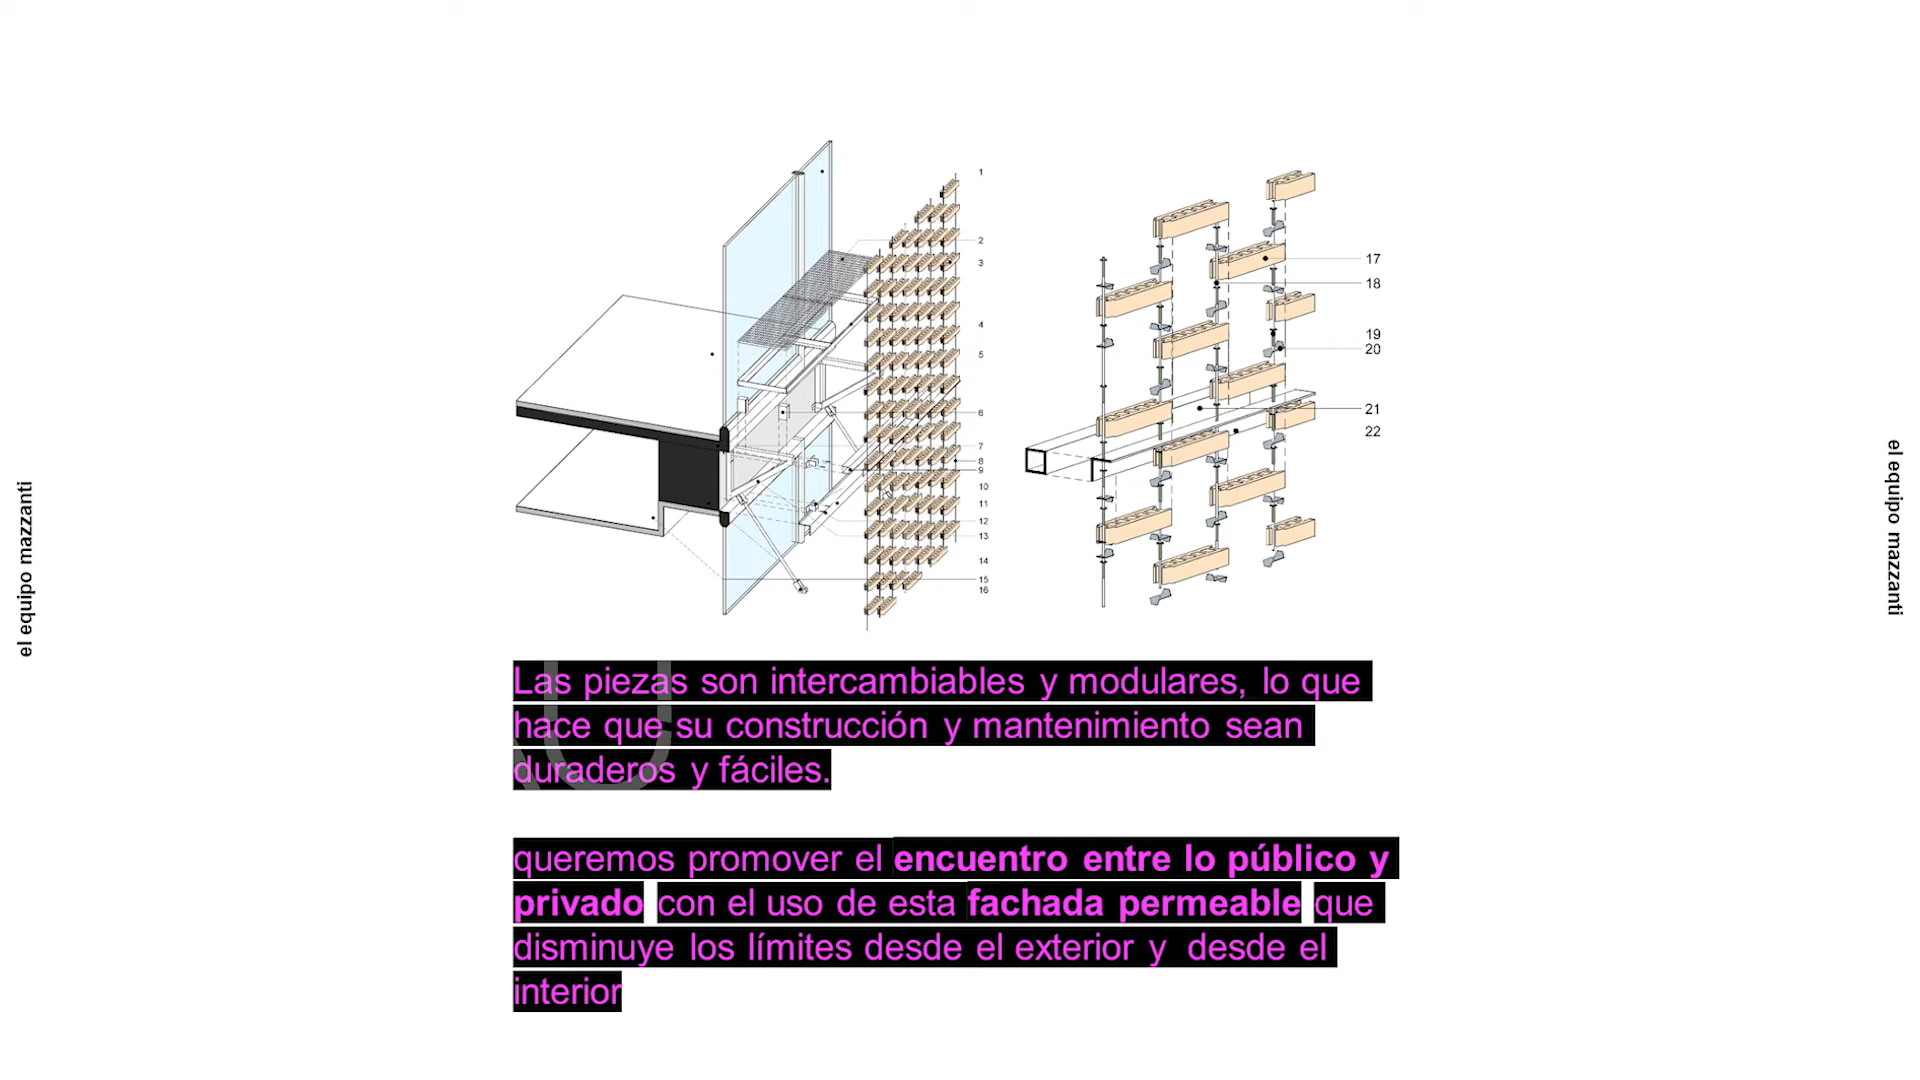 el equipo mazzanti
1
2
3
4
5
6
7
8
9
10
11
12
13
14
15
16
17
18
19
20
21
22
Las piezas son intercambiables y modulares, lo que
hace que su construcción y mantenimiento sean
duraderos y fáciles.
queremos promover el encuentro entre lo público y
privado con el uso de esta fachada permeable que
disminuye los límites desde el exterior y desde el
interior
el equipo mazzanti